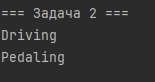 === Задача 2 ===
Driving
Pedaling